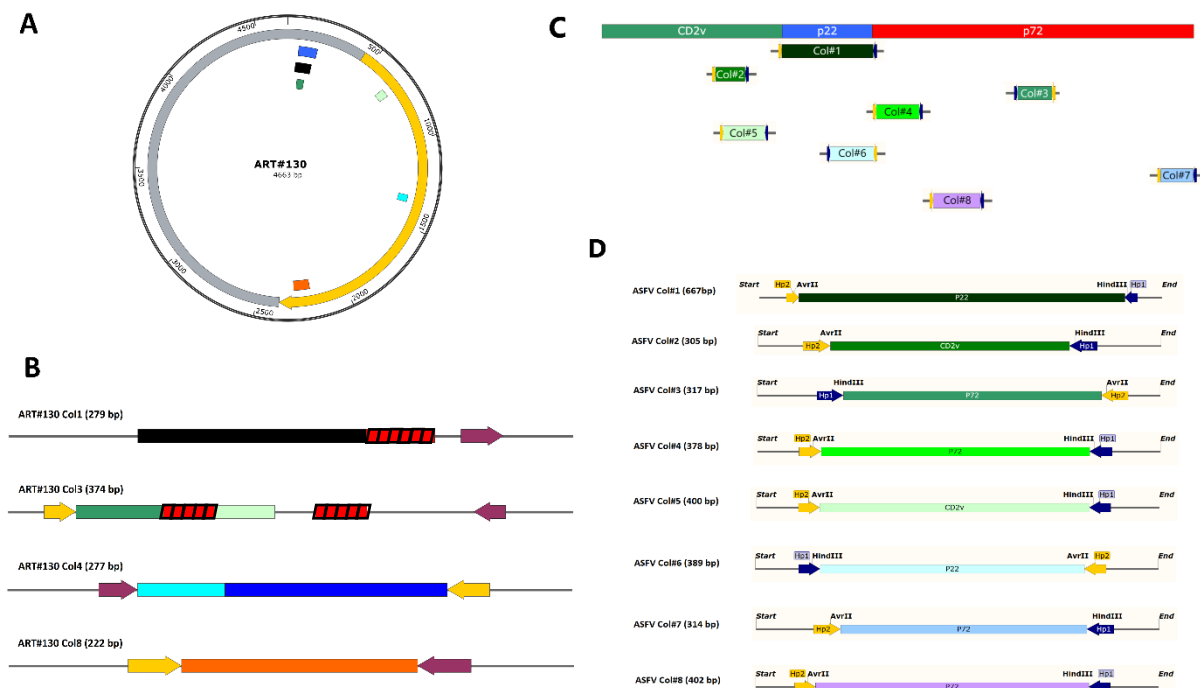 A
4500
500
1000
1500
2000
2500
3000
3500
4000
ART#130
4663 bp
B
ART#130 Col1 (279 bp)
ART#130 Col3 (374 bp)
ART#130 Col4 (277 bp)
ART#130 Col8 (222 bp)
C
CD2v p22 p72
Col#1
Col#2
Col#3
Col#4
Col#5
Col#6
Col#7
Col#8
D
ASFV Col#1 (667bp) Start Hp2 AvrII P22 HindIII Hp1 End
ASFV Col#2 (305 bp) Start Hp2 AvrII CD2v HindIII Hp1 End
ASFV Col#3 (317 bp) Start Hp1 HindIII P72 AvrII Hp2 End
ASFV Col#4 (378 bp) Start Hp2 AvrII P72 HindIII Hp1 End
ASFV Col#5 (400 bp) Start Hp2 AvrII CD2v HindIII Hp1 End
ASFV Col#6 (389 bp) Start Hp1 HindIII P22 AvrII Hp2 End
ASFV Col#7 (314 bp) Start Hp2 AvrII P72 HindIII Hp1 End
ASFV Col#8 (402 bp) Start Hp2 AvrII P72 HindIII Hp1 End